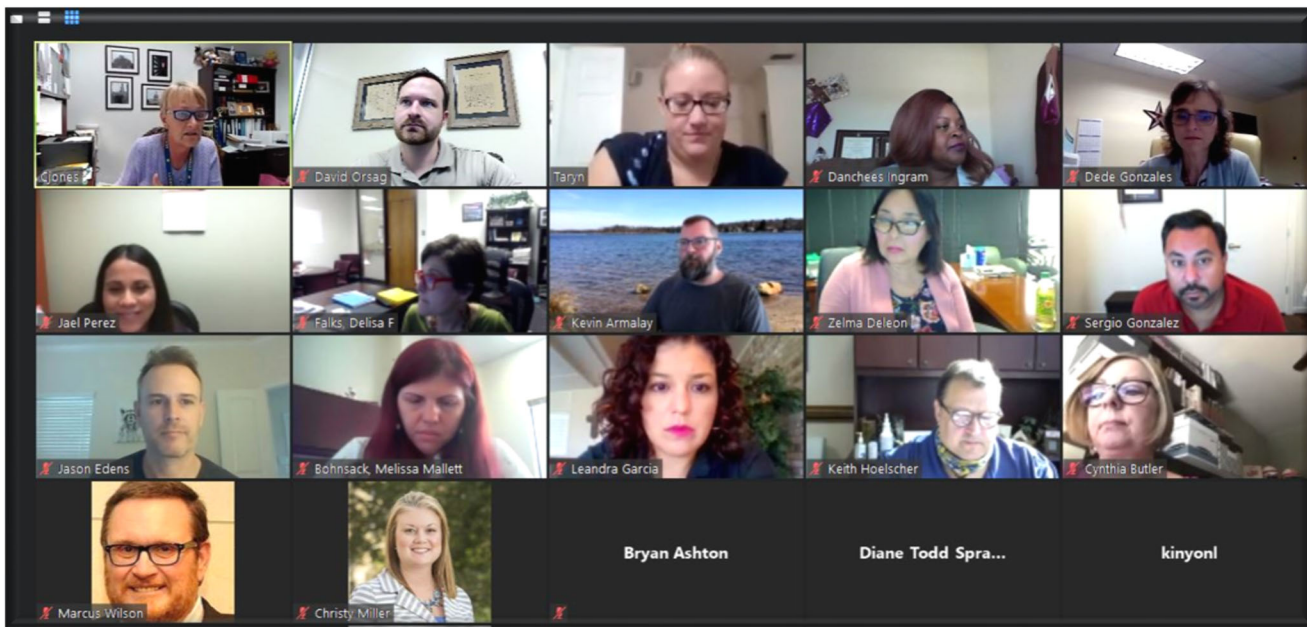 CJones
David Orsag
Taryn
Danchees Ingram
Dede Gonzales
Jael Perez
Falks, Delisa F
Kevin Armalay
Zelma Deleon
Sergio Gonzalez
Jason Edens
Bohnsack, Melissa Mallett
Leandra Garcia
Keith Hoelscher
Cynthia Butler
Marcus Wilson
Christy Miller
Bryan Ashton
Diane Todd Spra...
kinyonl